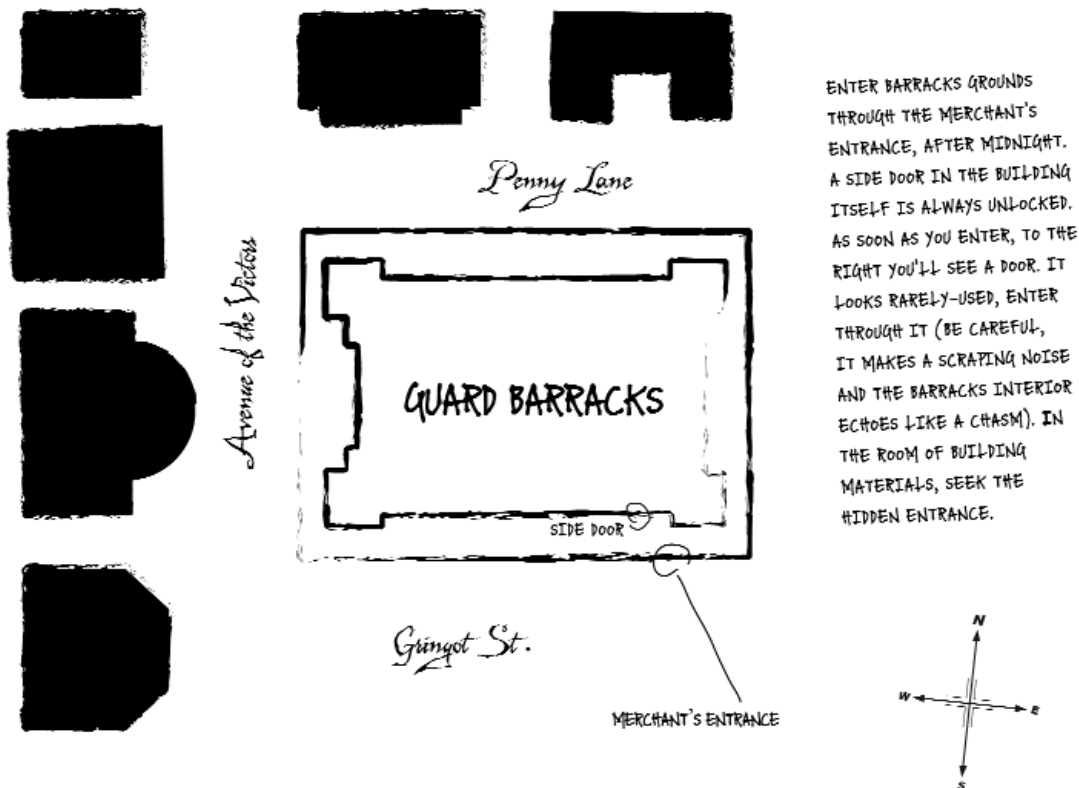 Penny Lane
Avenue of the Victors
GUARD BARRACKS
SIDE DOOR
Gringot St.
MERCHANT'S ENTRANCE
ENTER BARRACKS GROUNDS
THROUGH THE MERCHANT'S
ENTRANCE, AFTER MIDNIGHT.
A SIDE DOOR IN THE BUILDING
ITSELF IS ALWAYS UNLOCKED.
AS SOON AS YOU ENTER, TO THE
RIGHT YOU'LL SEE A DOOR. IT
LOOKS RARELY-USED, ENTER
THROUGH IT (BE CAREFUL,
IT MAKES A SCRAPING NOISE
AND THE BARRACKS INTERIOR
ECHOES LIKE A CHASM). IN
THE ROOM OF BUILDING
MATERIALS, SEEK THE
HIDDEN ENTRANCE.
N
W
E
S